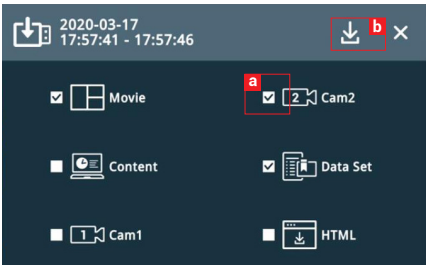 2020-03-17
17:57:41 - 17:57:46
b
a
Movie
2 Cam2
Content
Data Set
1 Cam1
HTML